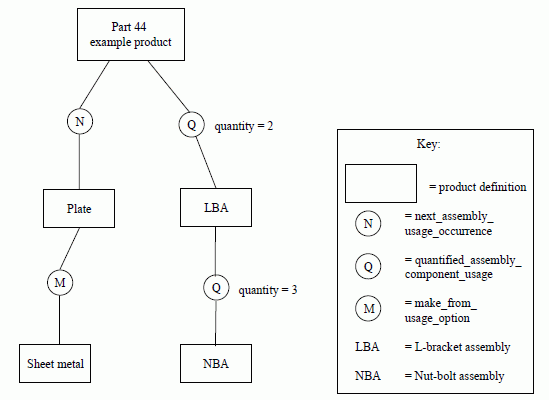 Part 44
example product
N
Q
quantity = 2
Plate
LBA
M
Q
quantity = 3
Sheet metal
NBA
Key:
= product definition
N
= next_assembly_
usage_occurrence
Q
= quantified_assembly_
component_usage
M
= make_from_
usage_option
LBA = L-bracket assembly
NBA = Nut-bolt assembly